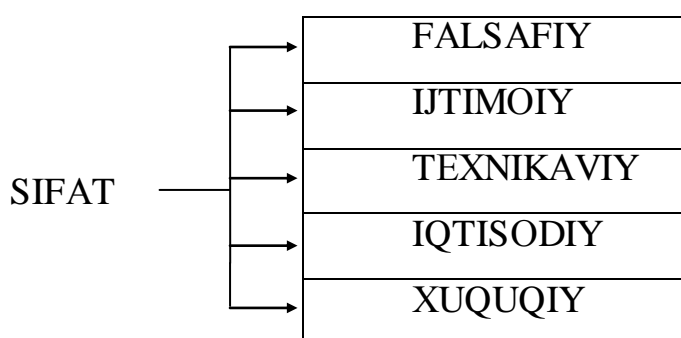 FALSAFIY
IJTIMOIY
TEXNIKAVIY
SIFAT
IQTISODIY
XUQUQIY